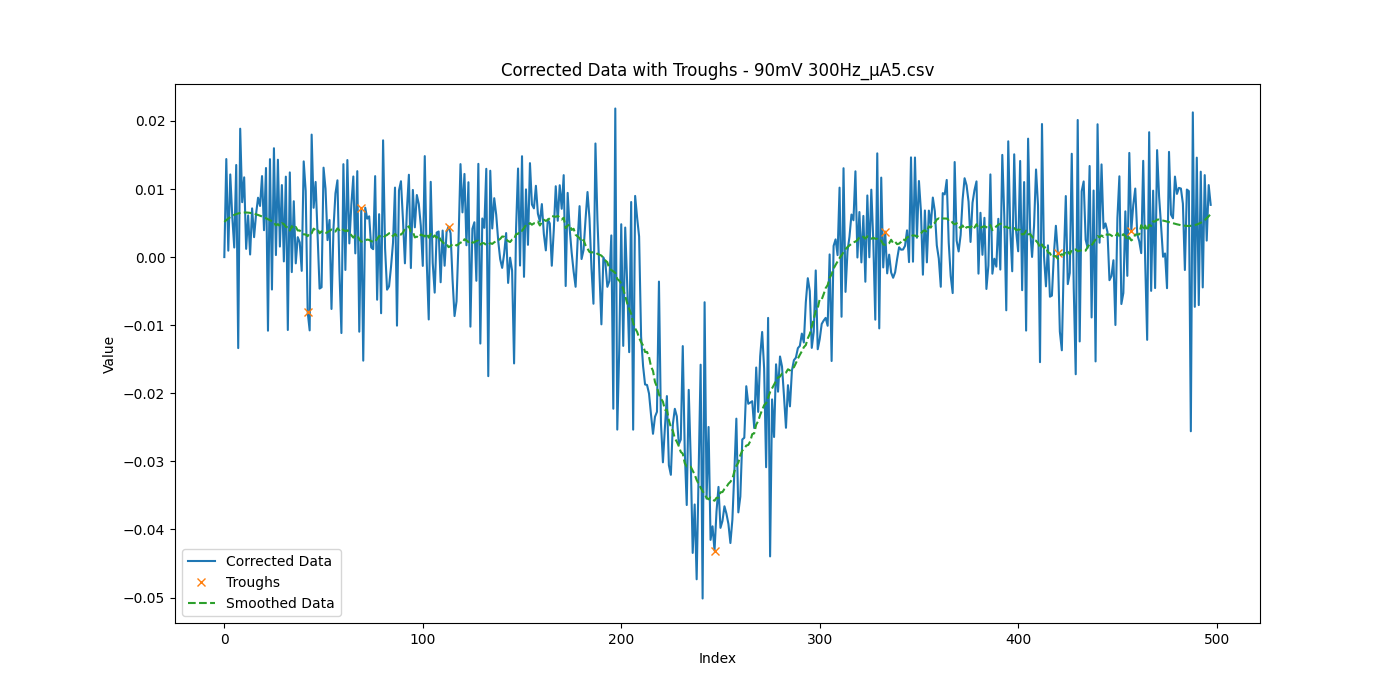 Corrected Data with Troughs - 90mV 300Hz_µA5.csv
Value
0.02
0.01
0.00
−0.01
−0.02
−0.03
−0.04
−0.05
Corrected Data
Troughs
Smoothed Data
0 100 200 300 400 500
Index